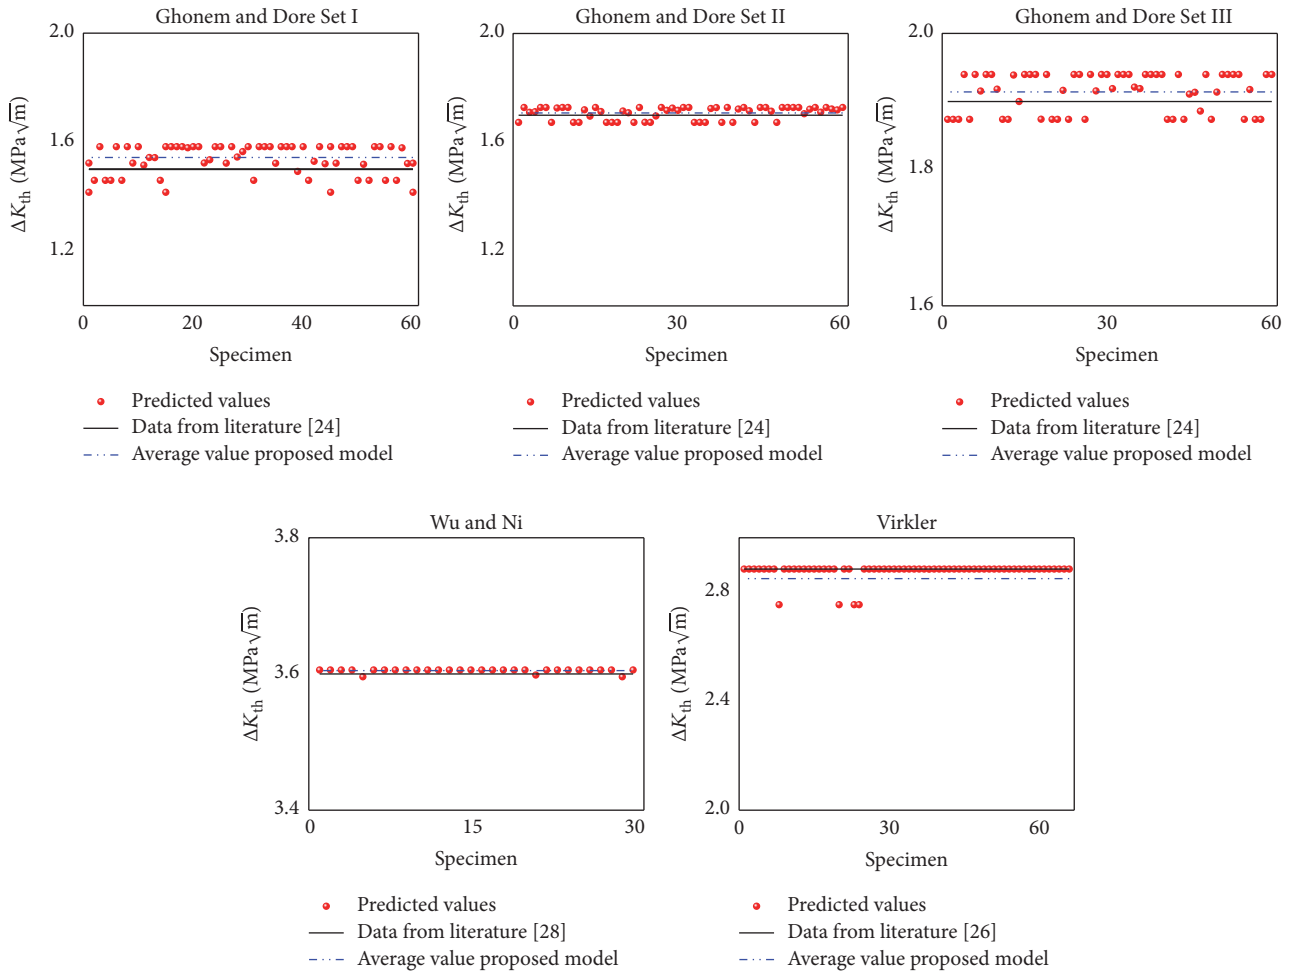 Ghonem and Dore Set I
2.0
1.6
1.2
ΔKth (MPa√m)
0 20 40 60
Specimen
Predicted values
Data from literature [24]
Average value proposed model
Ghonem and Dore Set II
2.0
1.6
1.2
ΔKth (MPa√m)
0 30 60
Specimen
Predicted values
Data from literature [24]
Average value proposed model
Ghonem and Dore Set III
2.0
1.8
1.6
ΔKth (MPa√m)
0 30 60
Specimen
Predicted values
Data from literature [24]
Average value proposed model
Wu and Ni
3.8
3.6
3.4
ΔKth (MPa√m)
0 15 30
Specimen
Predicted values
Data from literature [28]
Average value proposed model
Virkler
2.8
2.4
2.0
ΔKth (MPa√m)
0 30 60
Specimen
Predicted values
Data from literature [26]
Average value proposed model